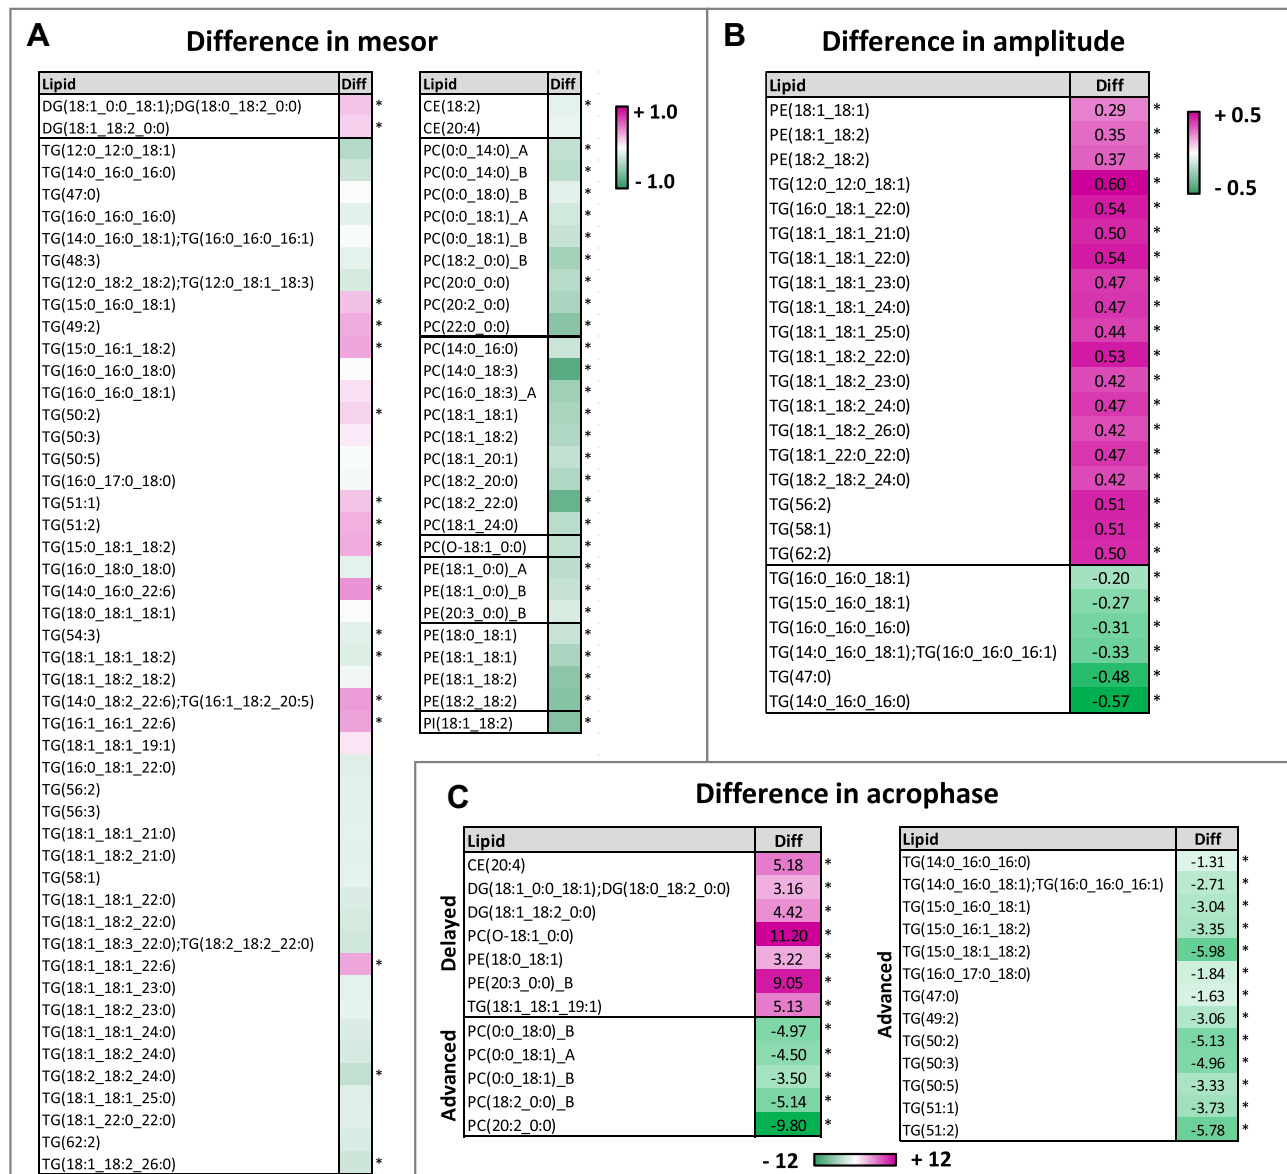 A
Difference in mesor
Lipid Diff
DG(18:1_0:0_18:1);DG(18:0_18:2_0:0) *
DG(18:1_18:2_0:0) *
TG(12:0_12:0_18:1)
TG(14:0_16:0_16:0)
TG(47:0)
TG(16:0_16:0_16:0)
TG(14:0_16:0_18:1);TG(16:0_16:0_16:1)
TG(48:3)
TG(12:0_18:2_18:2);TG(12:0_18:1_18:3)
TG(15:0_16:0_18:1) *
TG(49:2) *
TG(15:0_16:1_18:2) *
TG(16:0_16:0_18:0)
TG(16:0_16:0_18:1)
TG(50:2) *
TG(50:3)
TG(50:5)
TG(16:0_17:0_18:0)
TG(51:1) *
TG(51:2) *
TG(15:0_18:1_18:2) *
TG(16:0_18:0_18:0)
TG(14:0_16:0_22:6) *
TG(18:0_18:1_18:1)
TG(54:3) *
TG(18:1_18:1_18:2) *
TG(18:1_18:2_18:2)
TG(14:0_18:2_22:6);TG(16:1_18:2_20:5) *
TG(16:1_16:1_22:6) *
TG(18:1_18:1_19:1)
TG(16:0_18:1_22:0)
TG(56:2)
TG(56:3)
TG(18:1_18:1_21:0)
TG(18:1_18:2_21:0)
TG(58:1)
TG(18:1_18:1_22:0)
TG(18:1_18:2_22:0)
TG(18:1_18:3_22:0);TG(18:2_18:2_22:0)
TG(18:1_18:1_22:6) *
TG(18:1_18:1_23:0)
TG(18:1_18:2_23:0)
TG(18:1_18:1_24:0)
TG(18:1_18:2_24:0)
TG(18:2_18:2_24:0) *
TG(18:1_18:1_25:0)
TG(18:1_22:0_22:0)
TG(62:2)
TG(18:1_18:2_26:0) *
Lipid Diff
CE(18:2) *
CE(20:4)
PC(0:0_14:0)_A *
PC(0:0_14:0)_B *
PC(0:0_18:0)_B *
PC(0:0_18:1)_A *
PC(0:0_18:1)_B *
PC(18:2_0:0)_B *
PC(20:0_0:0) *
PC(20:2_0:0) *
PC(22:0_0:0) *
PC(14:0_16:0) *
PC(14:0_18:3) *
PC(16:0_18:3)_A *
PC(18:1_18:1) *
PC(18:1_18:2) *
PC(18:1_20:1) *
PC(18:2_20:0) *
PC(18:2_22:0) *
PC(18:1_24:0) *
PC(O-18:1_0:0) *
PE(18:1_0:0)_A *
PE(18:1_0:0)_B *
PE(20:3_0:0)_B *
PE(18:0_18:1) *
PE(18:1_18:1) *
PE(18:1_18:2) *
PE(18:2_18:2) *
PI(18:1_18:2) *
+ 1.0
- 1.0
B
Difference in amplitude
Lipid Diff
PE(18:1_18:1) 0.29 *
PE(18:1_18:2) 0.35 *
PE(18:2_18:2) 0.37 *
TG(12:0_12:0_18:1) 0.60 *
TG(16:0_18:1_22:0) 0.54 *
TG(18:1_18:1_21:0) 0.50 *
TG(18:1_18:1_22:0) 0.54 *
TG(18:1_18:1_23:0) 0.47 *
TG(18:1_18:1_24:0) 0.47 *
TG(18:1_18:1_25:0) 0.44 *
TG(18:1_18:2_22:0) 0.53 *
TG(18:1_18:2_23:0) 0.42 *
TG(18:1_18:2_24:0) 0.47 *
TG(18:1_18:2_26:0) 0.42 *
TG(18:1_22:0_22:0) 0.47 *
TG(18:2_18:2_24:0) 0.42 *
TG(56:2) 0.51 *
TG(58:1) 0.51 *
TG(62:2) 0.50 *
TG(16:0_16:0_18:1) -0.20 *
TG(15:0_16:0_18:1) -0.27 *
TG(16:0_16:0_16:0) -0.31 *
TG(14:0_16:0_18:1);TG(16:0_16:0_16:1) -0.33 *
TG(47:0) -0.48 *
TG(14:0_16:0_16:0) -0.57 *
+ 0.5
- 0.5
C
Difference in acrophase
Lipid Diff
Delayed
CE(20:4) 5.18 *
DG(18:1_0:0_18:1);DG(18:0_18:2_0:0) 3.16 *
DG(18:1_18:2_0:0) 4.42 *
PC(O-18:1_0:0) 11.20 *
PE(18:0_18:1) 3.22 *
PE(20:3_0:0)_B 9.05 *
TG(18:1_18:1_19:1) 5.13 *
Advanced
PC(0:0_18:0)_B -4.97 *
PC(0:0_18:1)_A -4.50 *
PC(0:0_18:1)_B -3.50 *
PC(18:2_0:0)_B -5.14 *
PC(20:2_0:0) -9.80 *
Lipid Diff
Advanced
TG(14:0_16:0_16:0) -1.31 *
TG(14:0_16:0_18:1);TG(16:0_16:0_16:1) -2.71 *
TG(15:0_16:0_18:1) -3.04 *
TG(15:0_16:1_18:2) -3.35 *
TG(15:0_18:1_18:2) -5.98 *
TG(16:0_17:0_18:0) -1.84 *
TG(47:0) -1.63 *
TG(49:2) -3.06 *
TG(50:2) -5.13 *
TG(50:3) -4.96 *
TG(50:5) -3.33 *
TG(51:1) -3.73 *
TG(51:2) -5.78 *
- 12 + 12